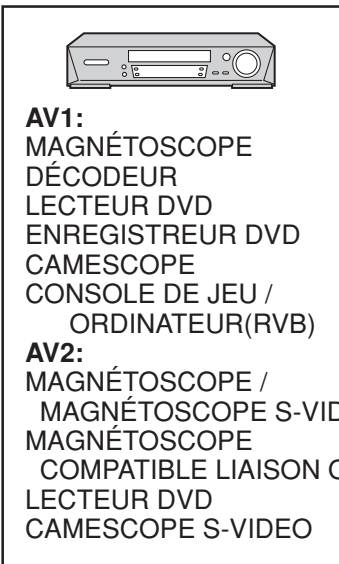 AV1:
MAGNÉTOSCOPE
DÉCODEUR
LECTEUR DVD
ENREGISTREUR DVD
CAMESCOPE
CONSOLE DE JEU /
ORDINATEUR(RVB)
AV2:
MAGNÉTOSCOPE /
MAGNÉTOSCOPE
MAGNÉTOSCOPE
COMPATIBLE LIAISON
LECTEUR DVD
CAMESCOPE S-VIDEO